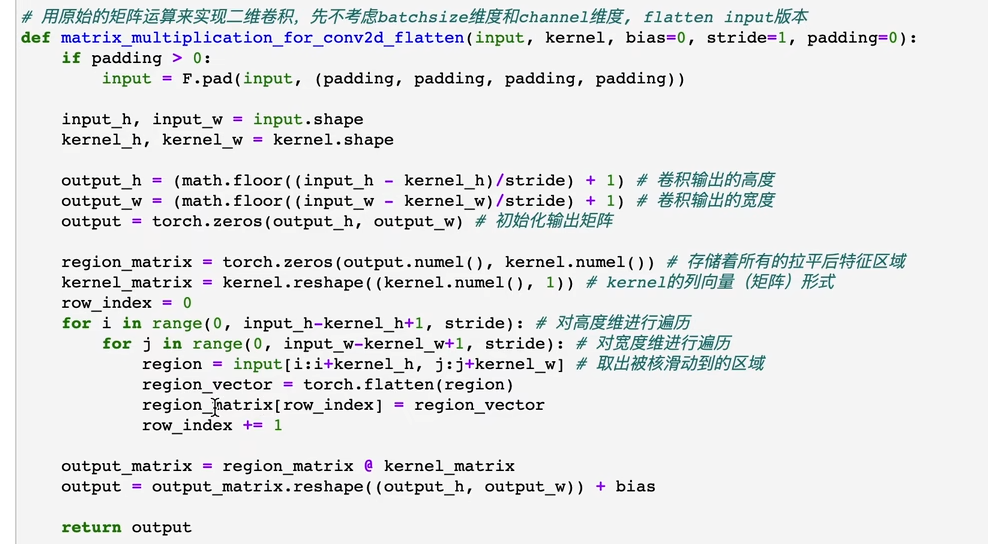 # 用原始的矩阵运算来实现二维卷积，先不考虑batchsize维度和channel维度, flatten input版本
def matrix_multiplication_for_conv2d_flatten(input, kernel, bias=0, stride=1, padding=0):
    if padding > 0:
        input = F.pad(input, (padding, padding, padding, padding))

    input_h, input_w = input.shape
    kernel_h, kernel_w = kernel.shape

    output_h = (math.floor((input_h - kernel_h)/stride) + 1) # 卷积输出的高度
    output_w = (math.floor((input_w - kernel_w)/stride) + 1) # 卷积输出的宽度
    output = torch.zeros(output_h, output_w) # 初始化输出矩阵

    region_matrix = torch.zeros(output.numel(), kernel.numel()) # 存储着所有的拉平后特征区域
    kernel_matrix = kernel.reshape((kernel.numel(), 1)) # kernel的列向量（矩阵）形式
    row_index = 0
    for i in range(0, input_h-kernel_h+1, stride): # 对高度维进行遍历
        for j in range(0, input_w-kernel_w+1, stride): # 对宽度维进行遍历
            region = input[i:i+kernel_h, j:j+kernel_w] # 取出被核滑动到的区域
            region_vector = torch.flatten(region)
            region_matrix[row_index] = region_vector
            row_index += 1

    output_matrix = region_matrix @ kernel_matrix
    output = output_matrix.reshape((output_h, output_w)) + bias

    return output